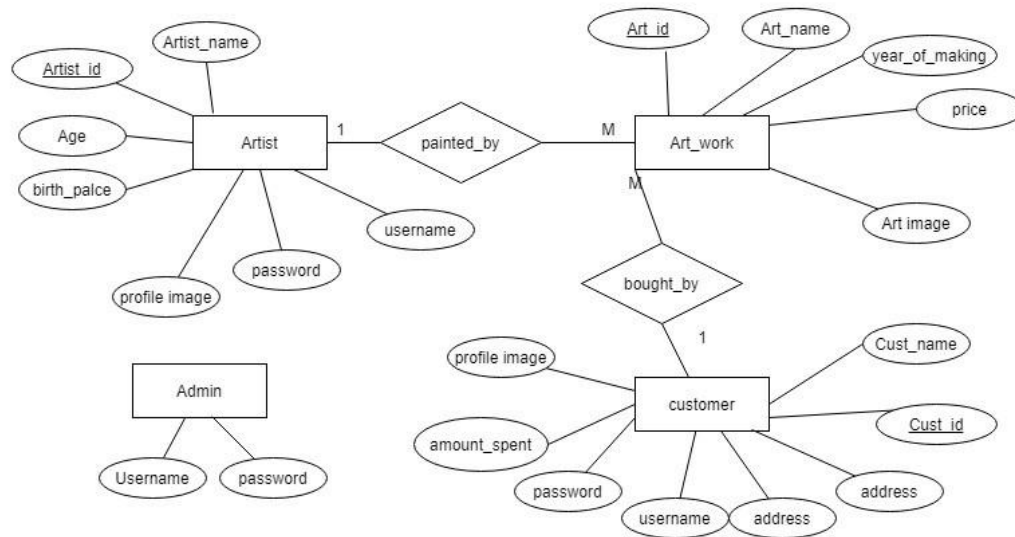 Artist_name
Artist_id
Age
birth_palce
Artist
1
painted_by
M
Art_work
Art_id
Art_name
year_of_making
price
Art image
M
username
password
profile image
bought_by
1
Admin
Username
password
customer
profile image
amount_spent
password
username
address
address
Cust_id
Cust_name